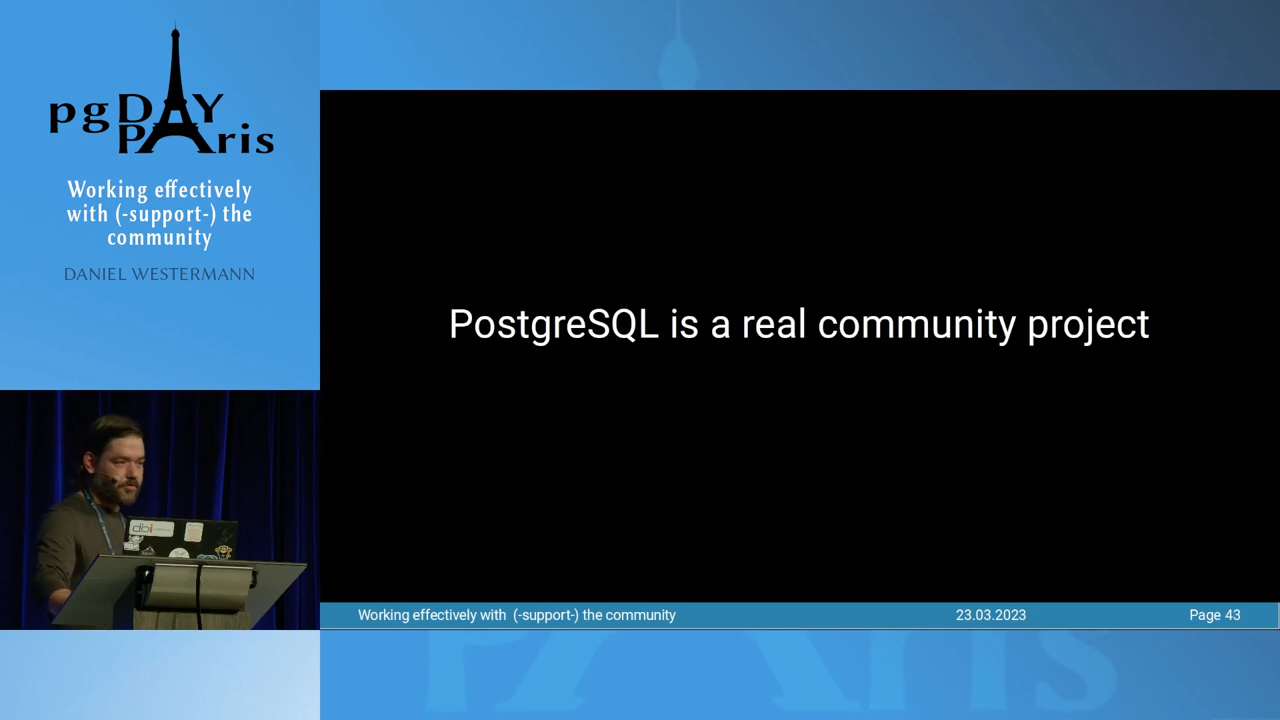 pgDAY
PAris
Working effectively
with (-support-) the
community
DANIEL WESTERMANN
PostgreSQL is a real community project
dbi
Working effectively with (-support-) the community 23.03.2023 Page 43